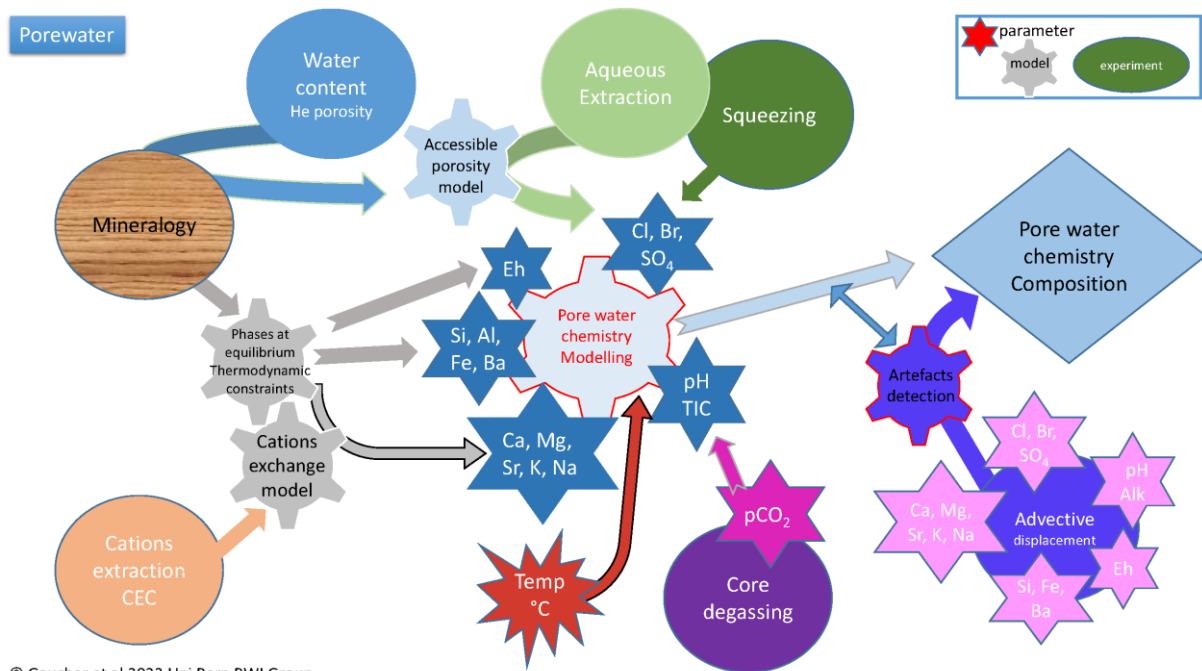 Porewater
Water
content
He porosity
Aqueous
Extraction
Squeezing
parameter
model
experiment
Accessible
porosity
model
Mineralogy
Cl, Br,
SO₄
Eh
Pore water
chemistry
Composition
Phases at
equilibrium
Thermodynamic
constraints
Si, Al,
Fe, Ba
Pore water
chemistry
Modelling
pH
TIC
Artefacts
detection
Cations
exchange
model
Ca, Mg,
Sr, K, Na
Cl, Br,
SO₄
pH
Alk
Ca, Mg,
Sr, K, Na
Advective
displacement
Eh
Si, Fe,
Ba
pCO₂
Cations
extraction
CEC
Temp
°C
Core
degassing